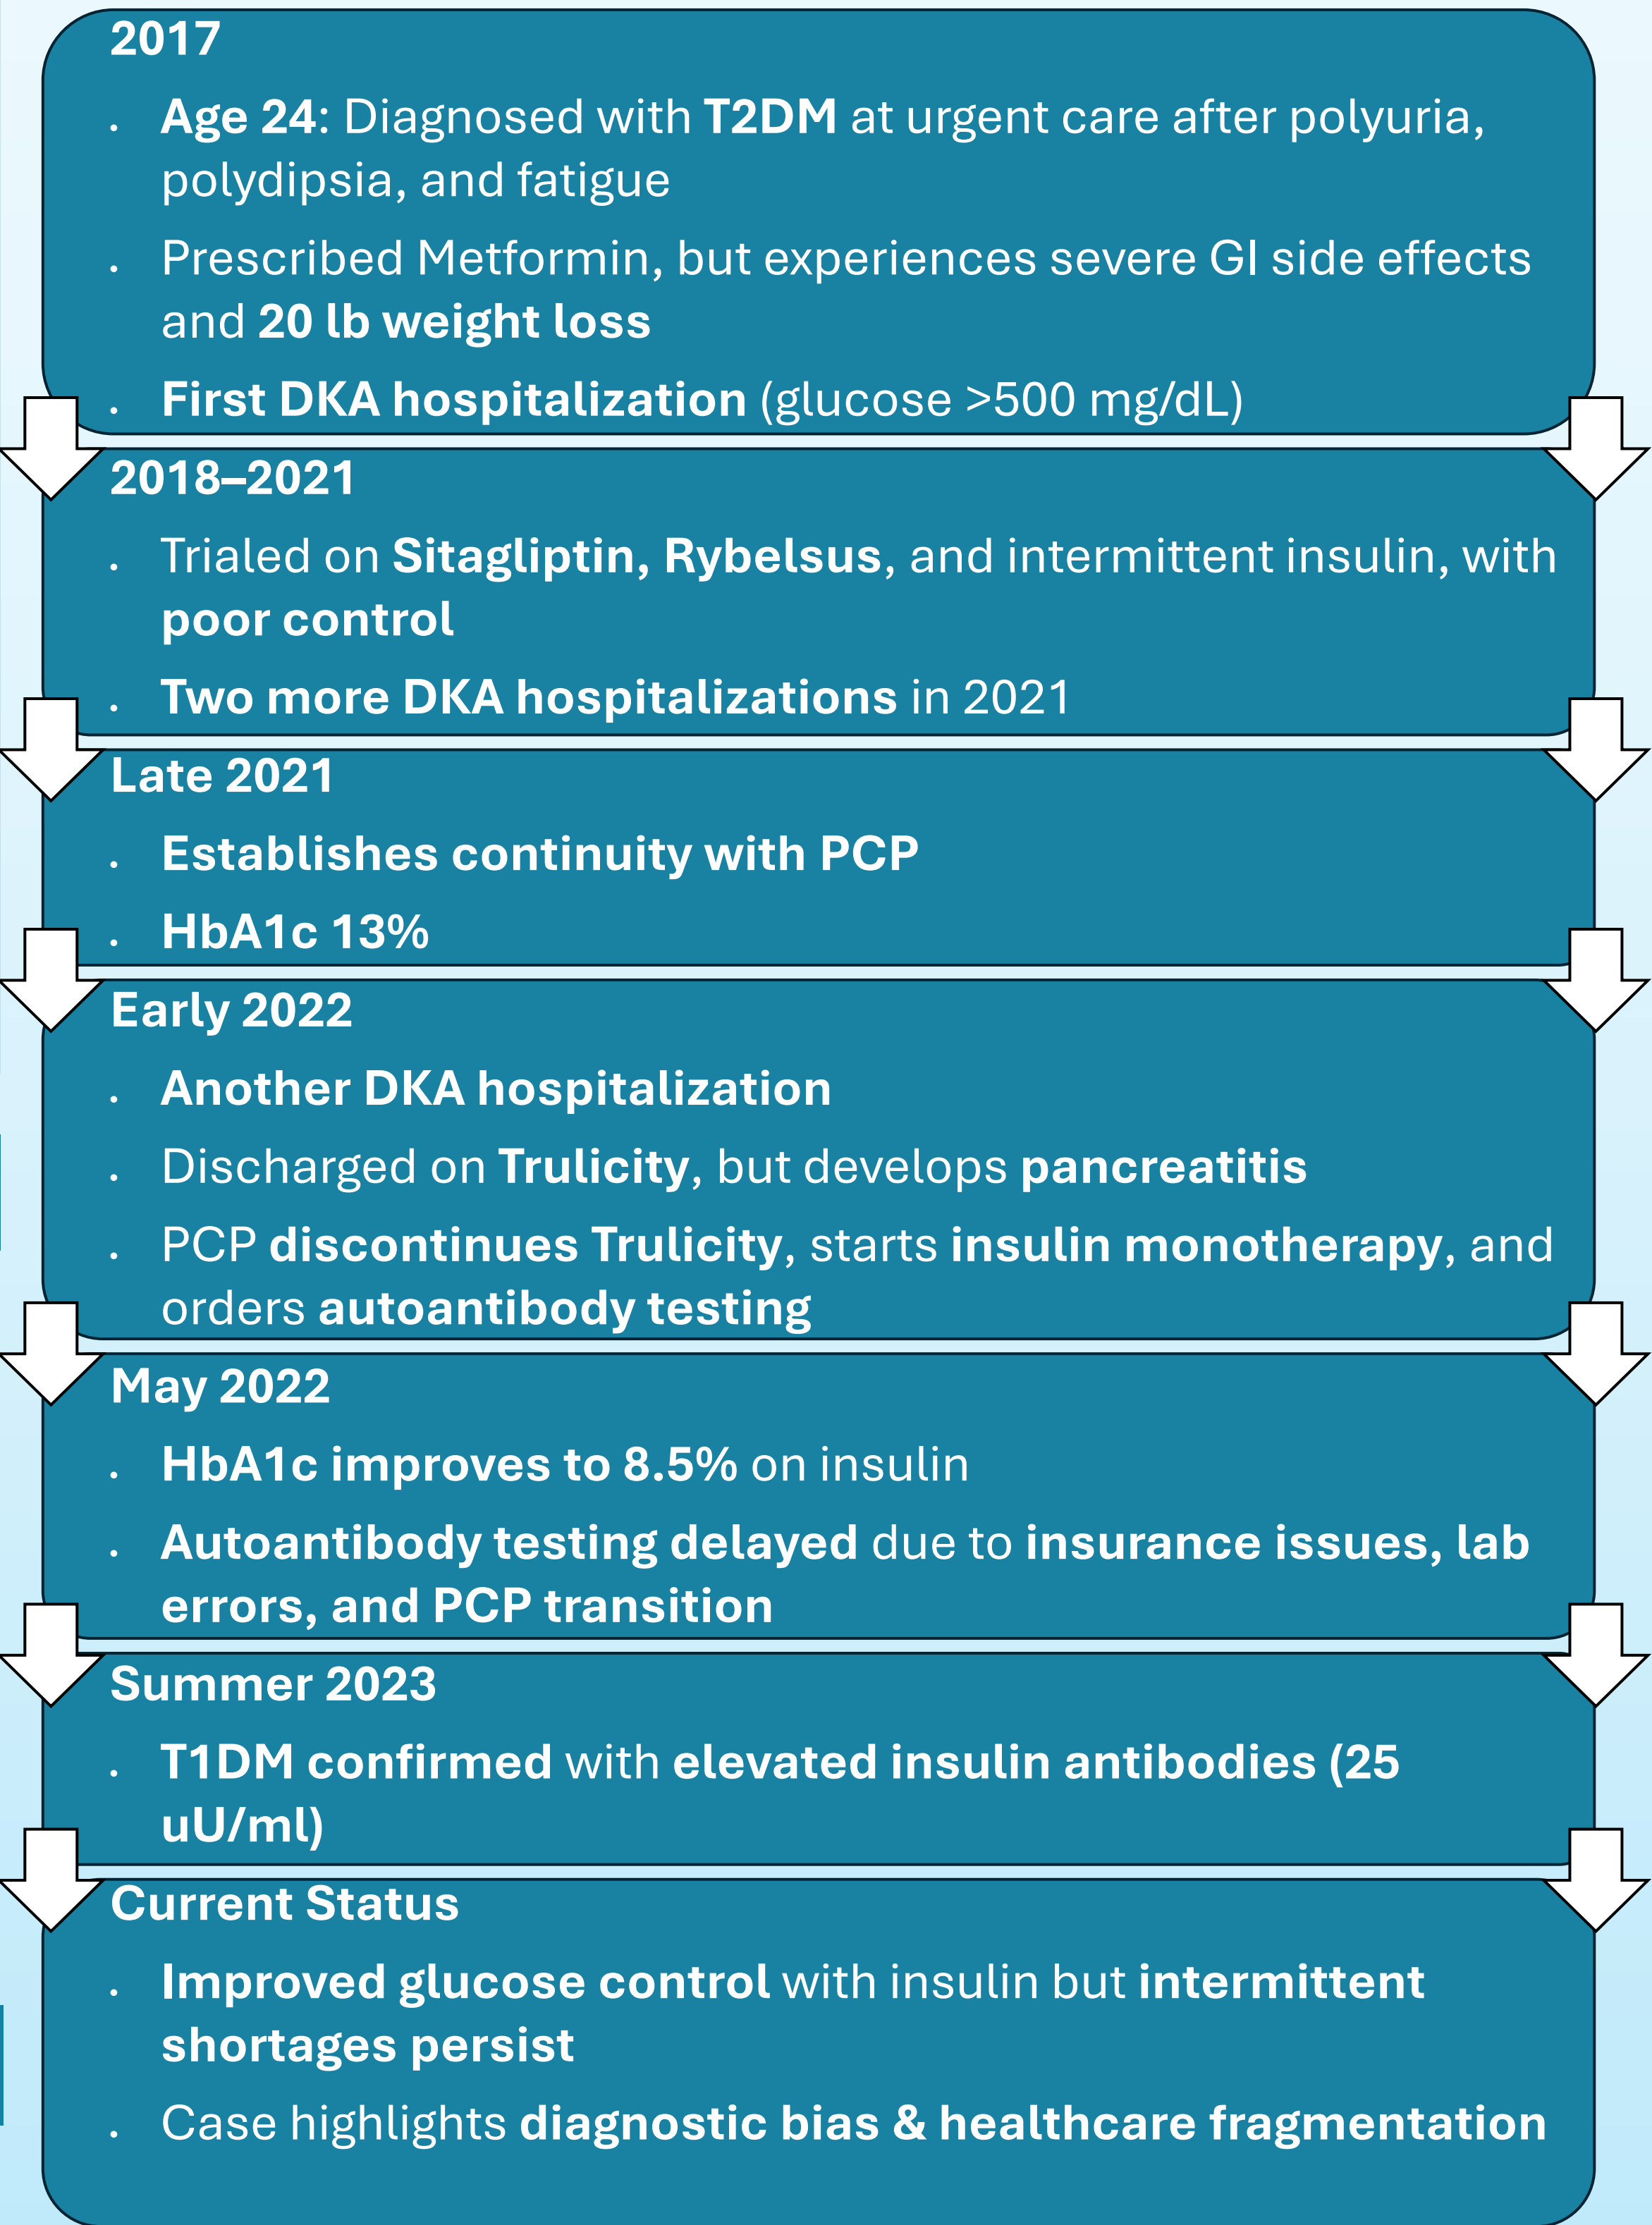 2017
. Age 24: Diagnosed with T2DM at urgent care after polyuria,
polydipsia, and fatigue
. Prescribed Metformin, but experiences severe GI side effects
and 20 lb weight loss
. First DKA hospitalization (glucose >500 mg/dL)
2018–2021
. Trialed on Sitagliptin, Rybelsus, and intermittent insulin, with
poor control
. Two more DKA hospitalizations in 2021
Late 2021
. Establishes continuity with PCP
. HbA1c 13%
Early 2022
. Another DKA hospitalization
. Discharged on Trulicity, but develops pancreatitis
. PCP discontinues Trulicity, starts insulin monotherapy, and
orders autoantibody testing
May 2022
. HbA1c improves to 8.5% on insulin
. Autoantibody testing delayed due to insurance issues, lab
errors, and PCP transition
Summer 2023
. T1DM confirmed with elevated insulin antibodies (25
uU/ml)
Current Status
. Improved glucose control with insulin but intermittent
shortages persist
. Case highlights diagnostic bias & healthcare fragmentation